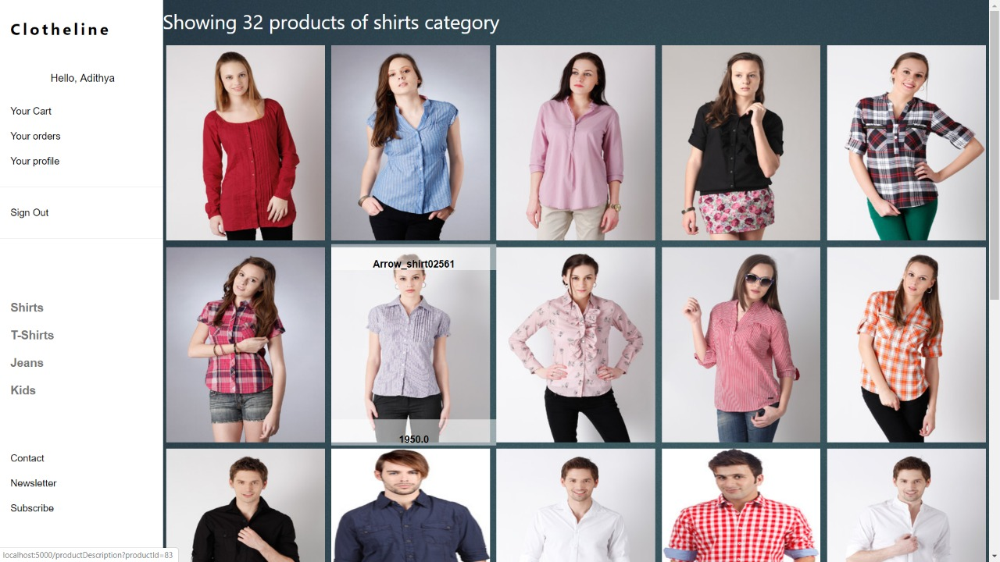 Clotheline
Showing 32 products of shirts category
Hello, Adithya
Your Cart
Your orders
Your profile
Sign Out
Arrow_shirt02561
1950.0
Shirts
T-Shirts
Jeans
Kids
Contact
Newsletter
Subscribe
localhost:5000/productDescription?productId=83